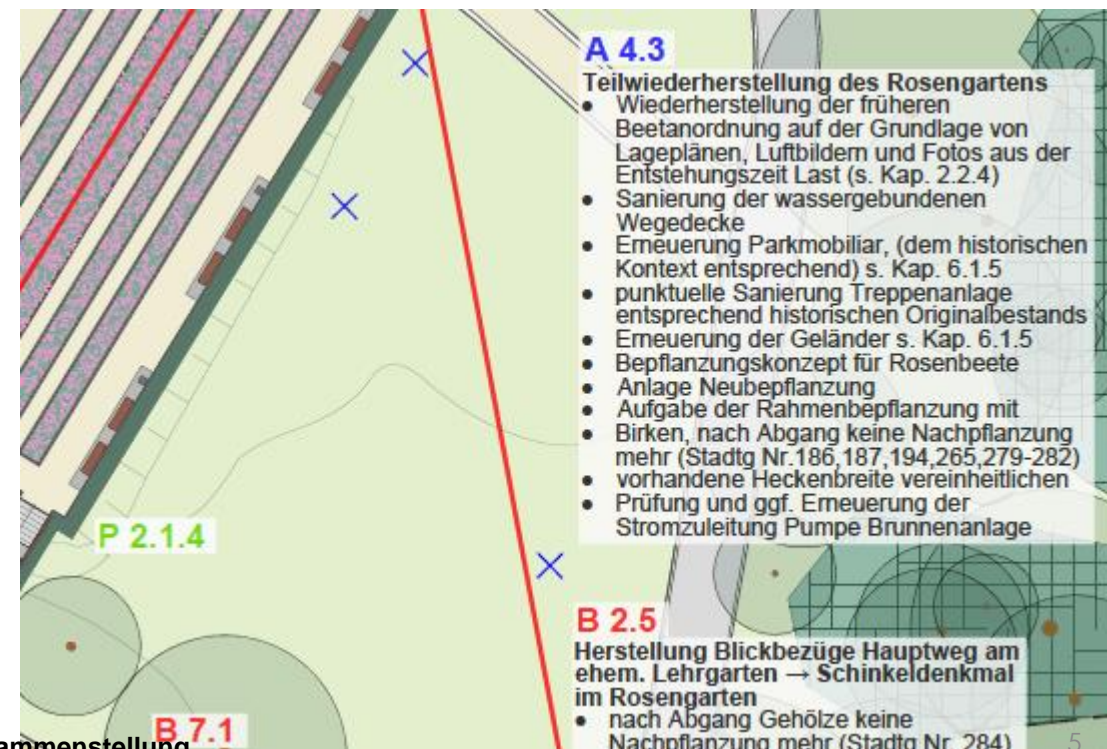 A 4.3
Teilwiederherstellung des Rosengartens
● Wiederherstellung der früheren
Beetanordnung auf der Grundlage von
Lageplänen, Luftbildern und Fotos aus der
Entstehungszeit Last (s. Kap. 2.2.4)
● Sanierung der wassergebundenen
Wegedecke
● Erneuerung Parkmobiliar, (dem historischen
Kontext entsprechend) s. Kap. 6.1.5
● punktuelle Sanierung Treppenanlage
entsprechend historischen Originalbestands
● Erneuerung der Geländer s. Kap. 6.1.5
● Bepflanzungskonzept für Rosenbeete
● Anlage Neubepflanzung
● Aufgabe der Rahmenbepflanzung mit
● Birken, nach Abgang keine Nachpflanzung
mehr (Stadtg Nr.186,187,194,265,279-282)
● vorhandene Heckenbreite vereinheitlichen
● Prüfung und ggf. Erneuerung der
Stromzuleitung Pumpe Brunnenanlage
P 2.1.4
B 2.5
Herstellung Blickbezüge Hauptweg am
ehem. Lehrgarten → Schinkeldenkmal
im Rosengarten
● nach Abgang Gehölze keine
Nachpflanzung mehr (Stadtg Nr. 284)
B 7.1
ammenstellung
5